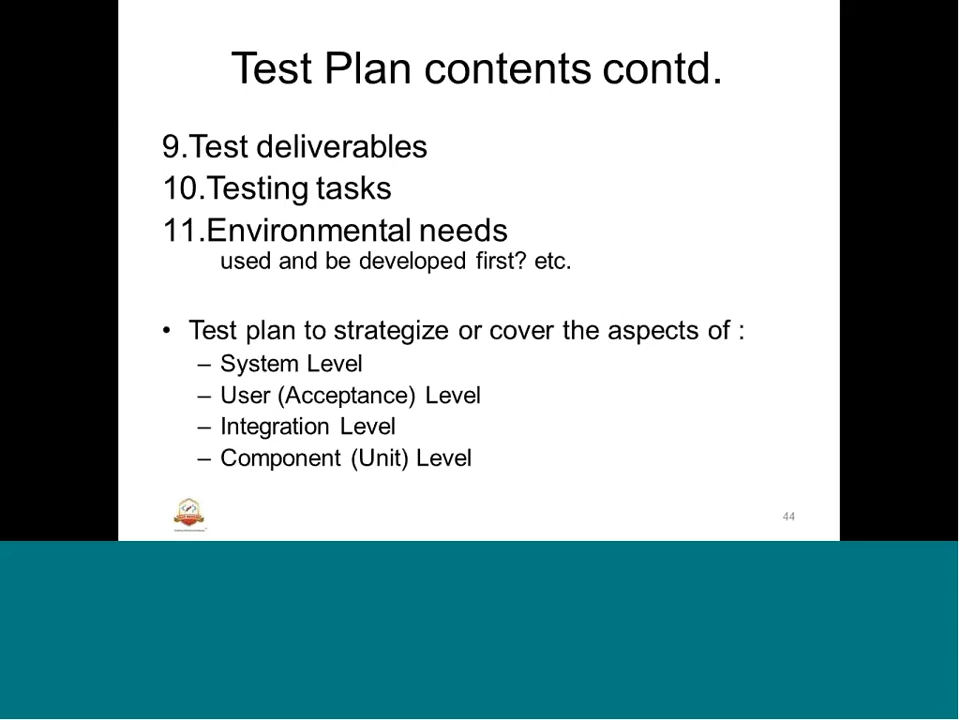 Test Plan contents contd.
9.Test deliverables
10.Testing tasks
11.Environmental needs
used and be developed first? etc.
• Test plan to strategize or cover the aspects of :
– System Level
– User (Acceptance) Level
– Integration Level
– Component (Unit) Level
44